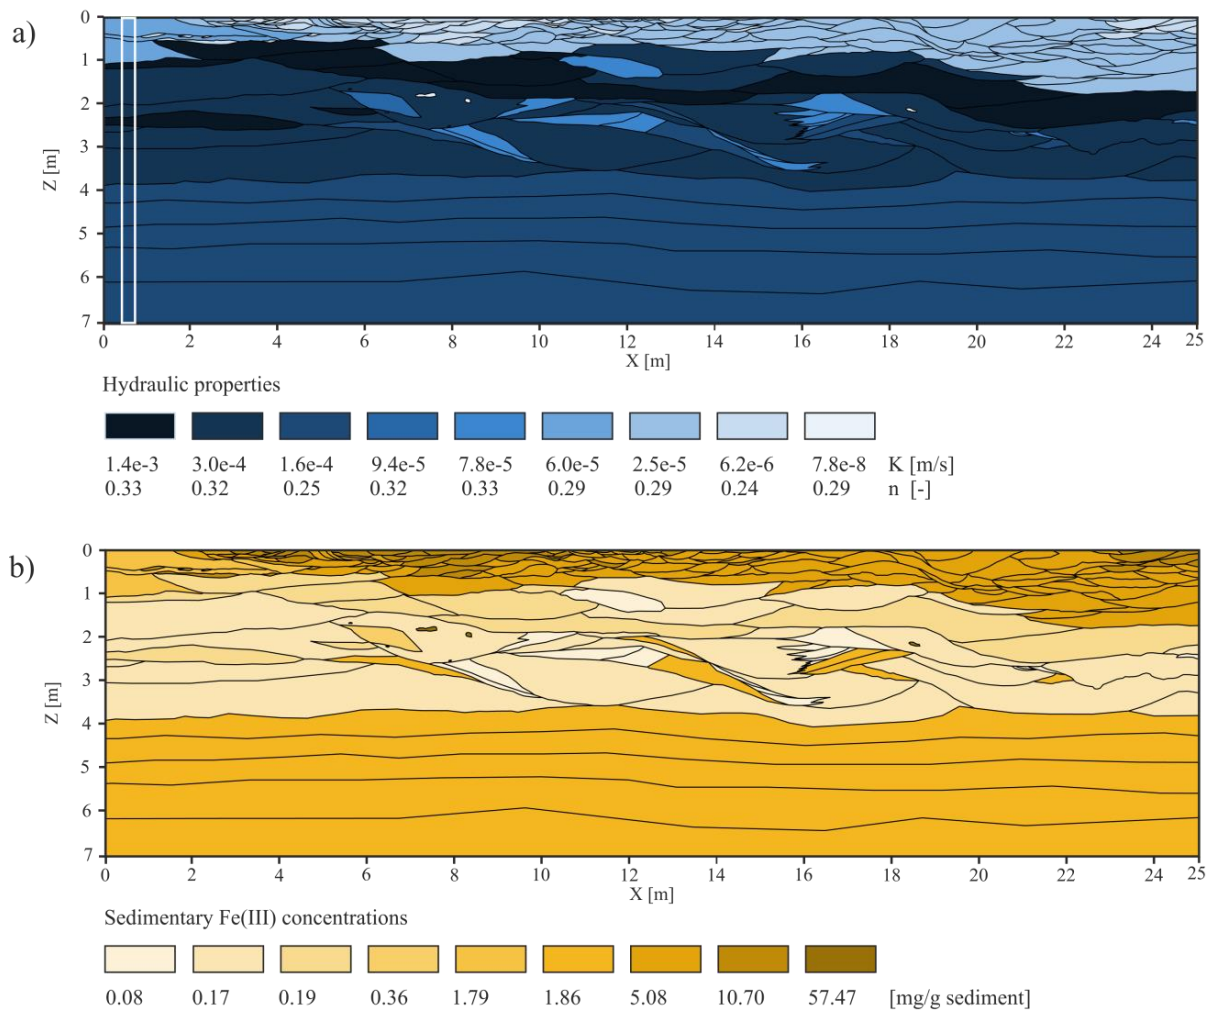 a)
0
1
2
3
4
5
6
7
Z [m]
0 2 4 6 8 10 12 14 16 18 20 22 24 25
X [m]
Hydraulic properties
1.4e-3 3.0e-4 1.6e-4 9.4e-5 7.8e-5 6.0e-5 2.5e-5 6.2e-6 7.8e-8 K [m/s]
0.33 0.32 0.25 0.32 0.33 0.29 0.29 0.24 0.29 n [-]
b)
0
1
2
3
4
5
6
7
Z [m]
0 2 4 6 8 10 12 14 16 18 20 22 24 25
X [m]
Sedimentary Fe(III) concentrations
0.08 0.17 0.19 0.36 1.79 1.86 5.08 10.70 57.47 [mg/g sediment]